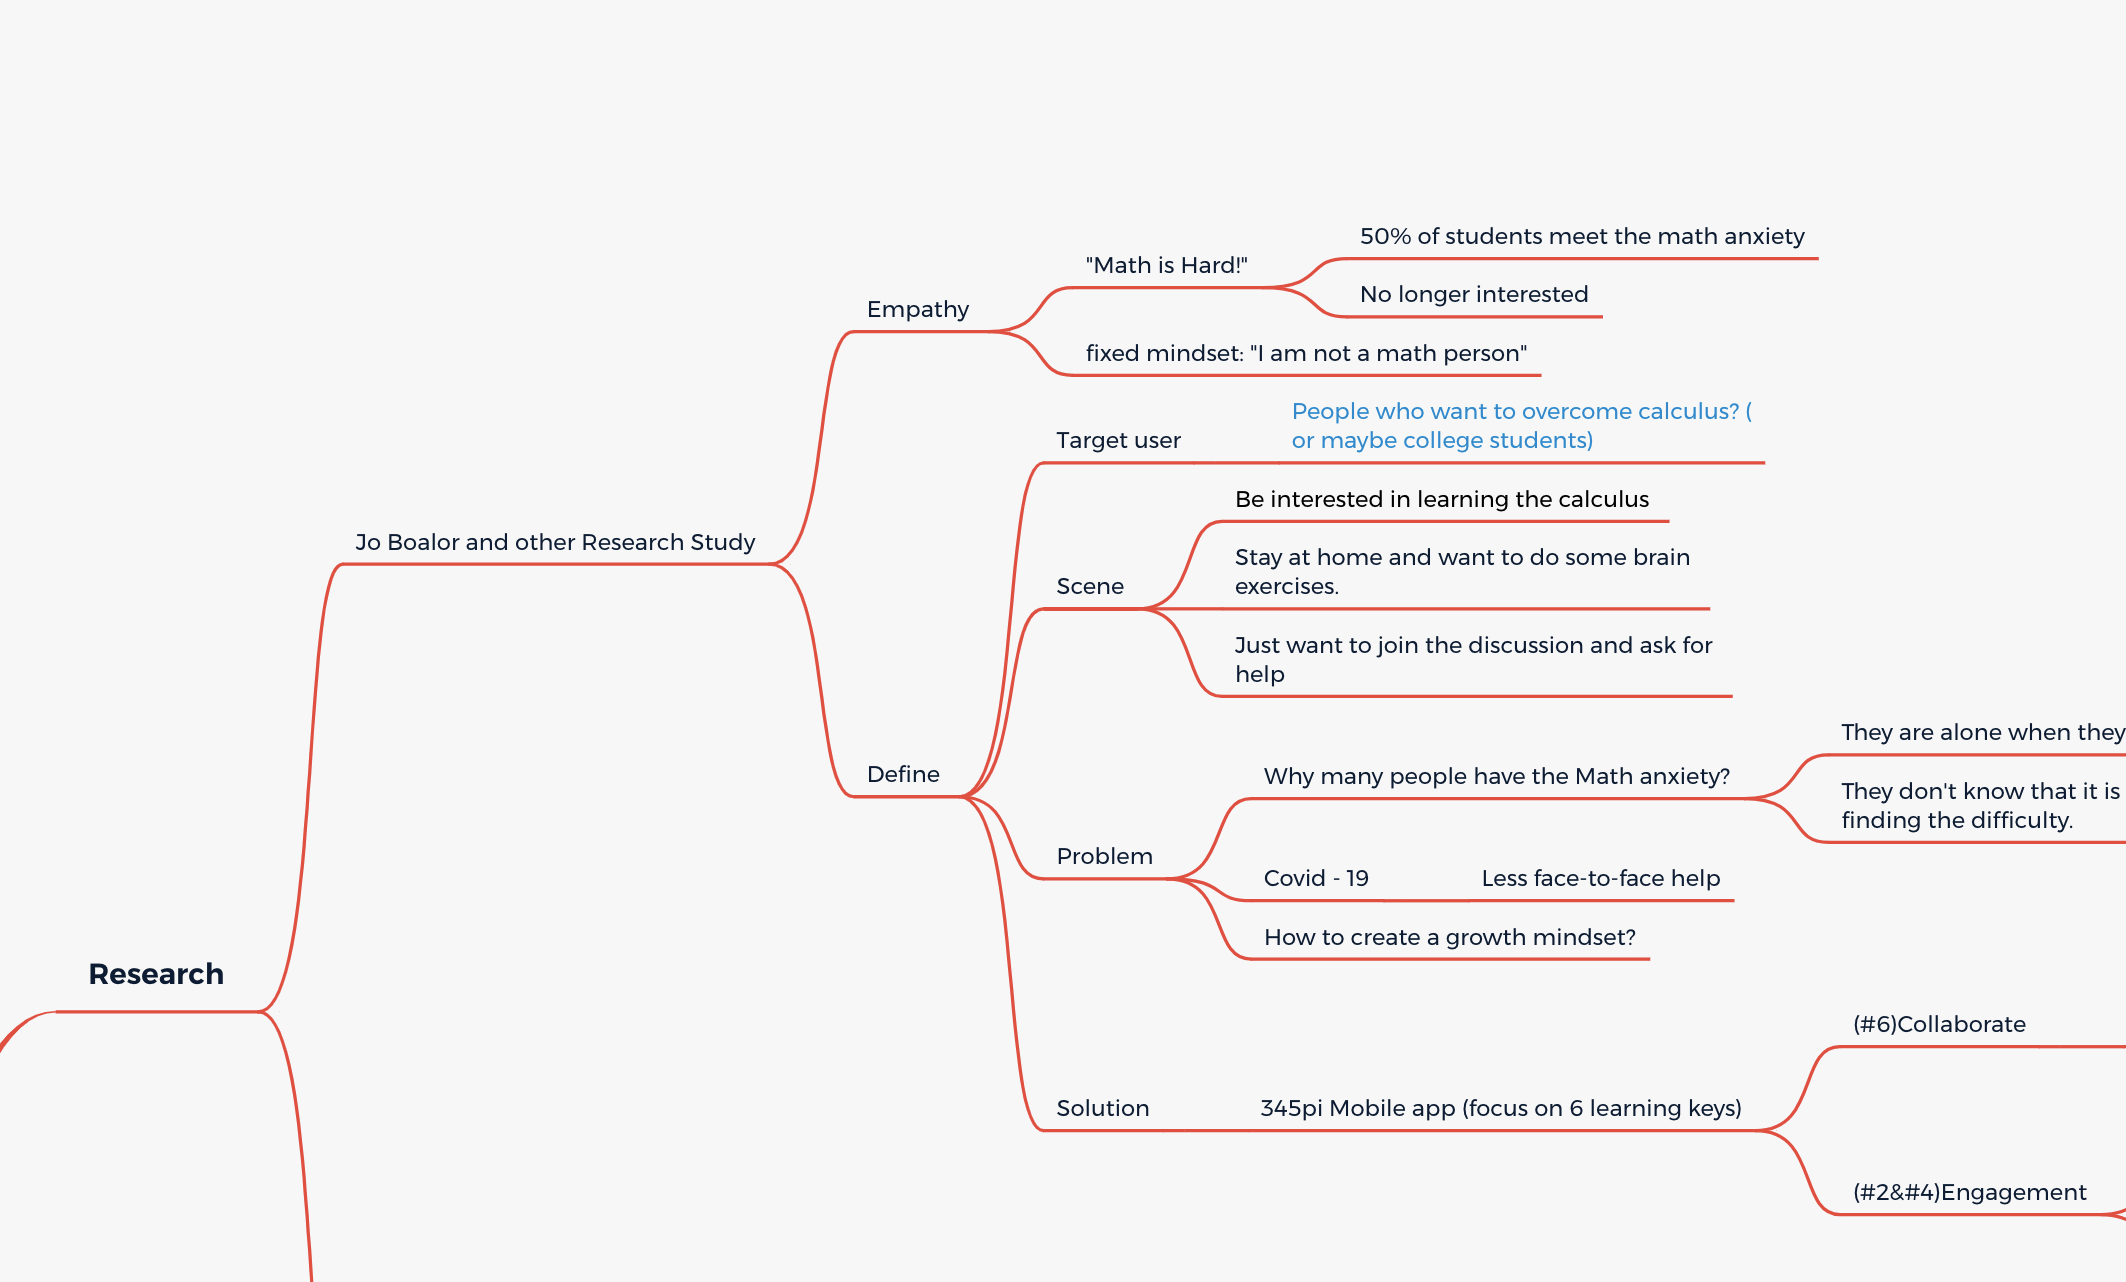 50% of students meet the math anxiety
"Math is Hard!"
No longer interested
Empathy
fixed mindset: "I am not a math person"
People who want to overcome calculus? (
or maybe college students)
Target user
Be interested in learning the calculus
Stay at home and want to do some brain
exercises.
Scene
Jo Boalor and other Research Study
Just want to join the discussion and ask for
help
They are alone when they
Why many people have the Math anxiety?
They don't know that it is
finding the difficulty.
Define
Problem
Covid - 19
Less face-to-face help
How to create a growth mindset?
Research
(#6)Collaborate
Solution
345pi Mobile app (focus on 6 learning keys)
(#2&#4)Engagement